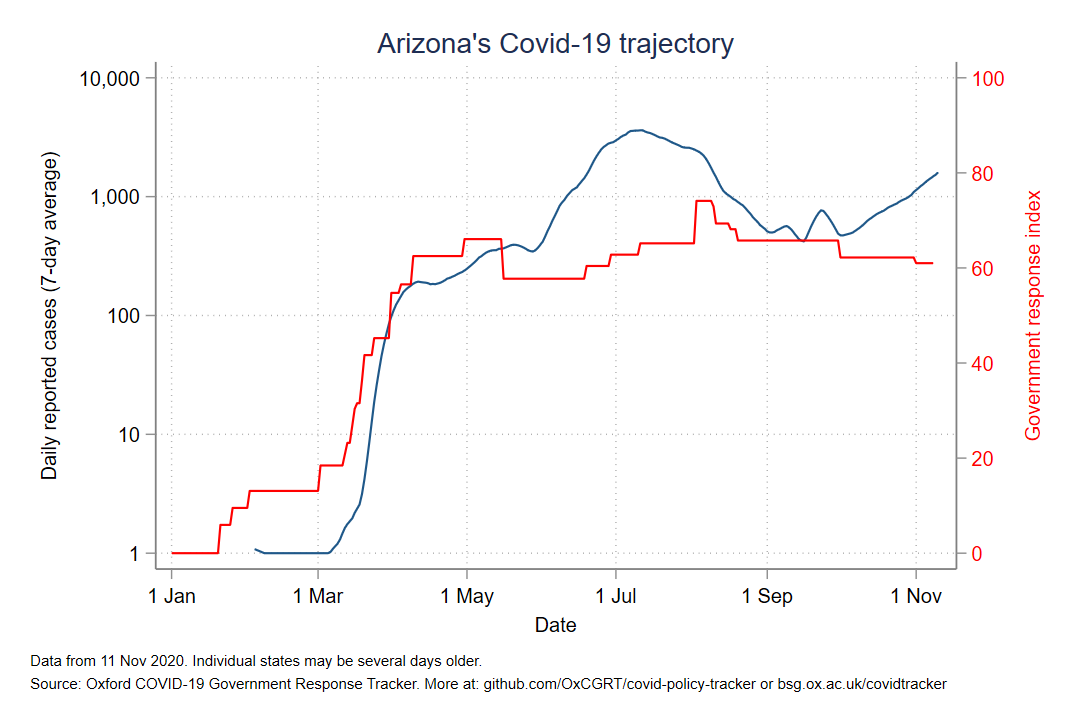 Arizona's Covid-19 trajectory
10,000
1,000
100
10
1
Daily reported cases (7-day average)
100
80
60
40
20
0
Government response index
1 Jan
1 Mar
1 May
1 Jul
1 Sep
1 Nov
Date
Data from 11 Nov 2020. Individual states may be several days older.
Source: Oxford COVID-19 Government Response Tracker. More at: github.com/OxCGRT/covid-policy-tracker or bsg.ox.ac.uk/covidtracker